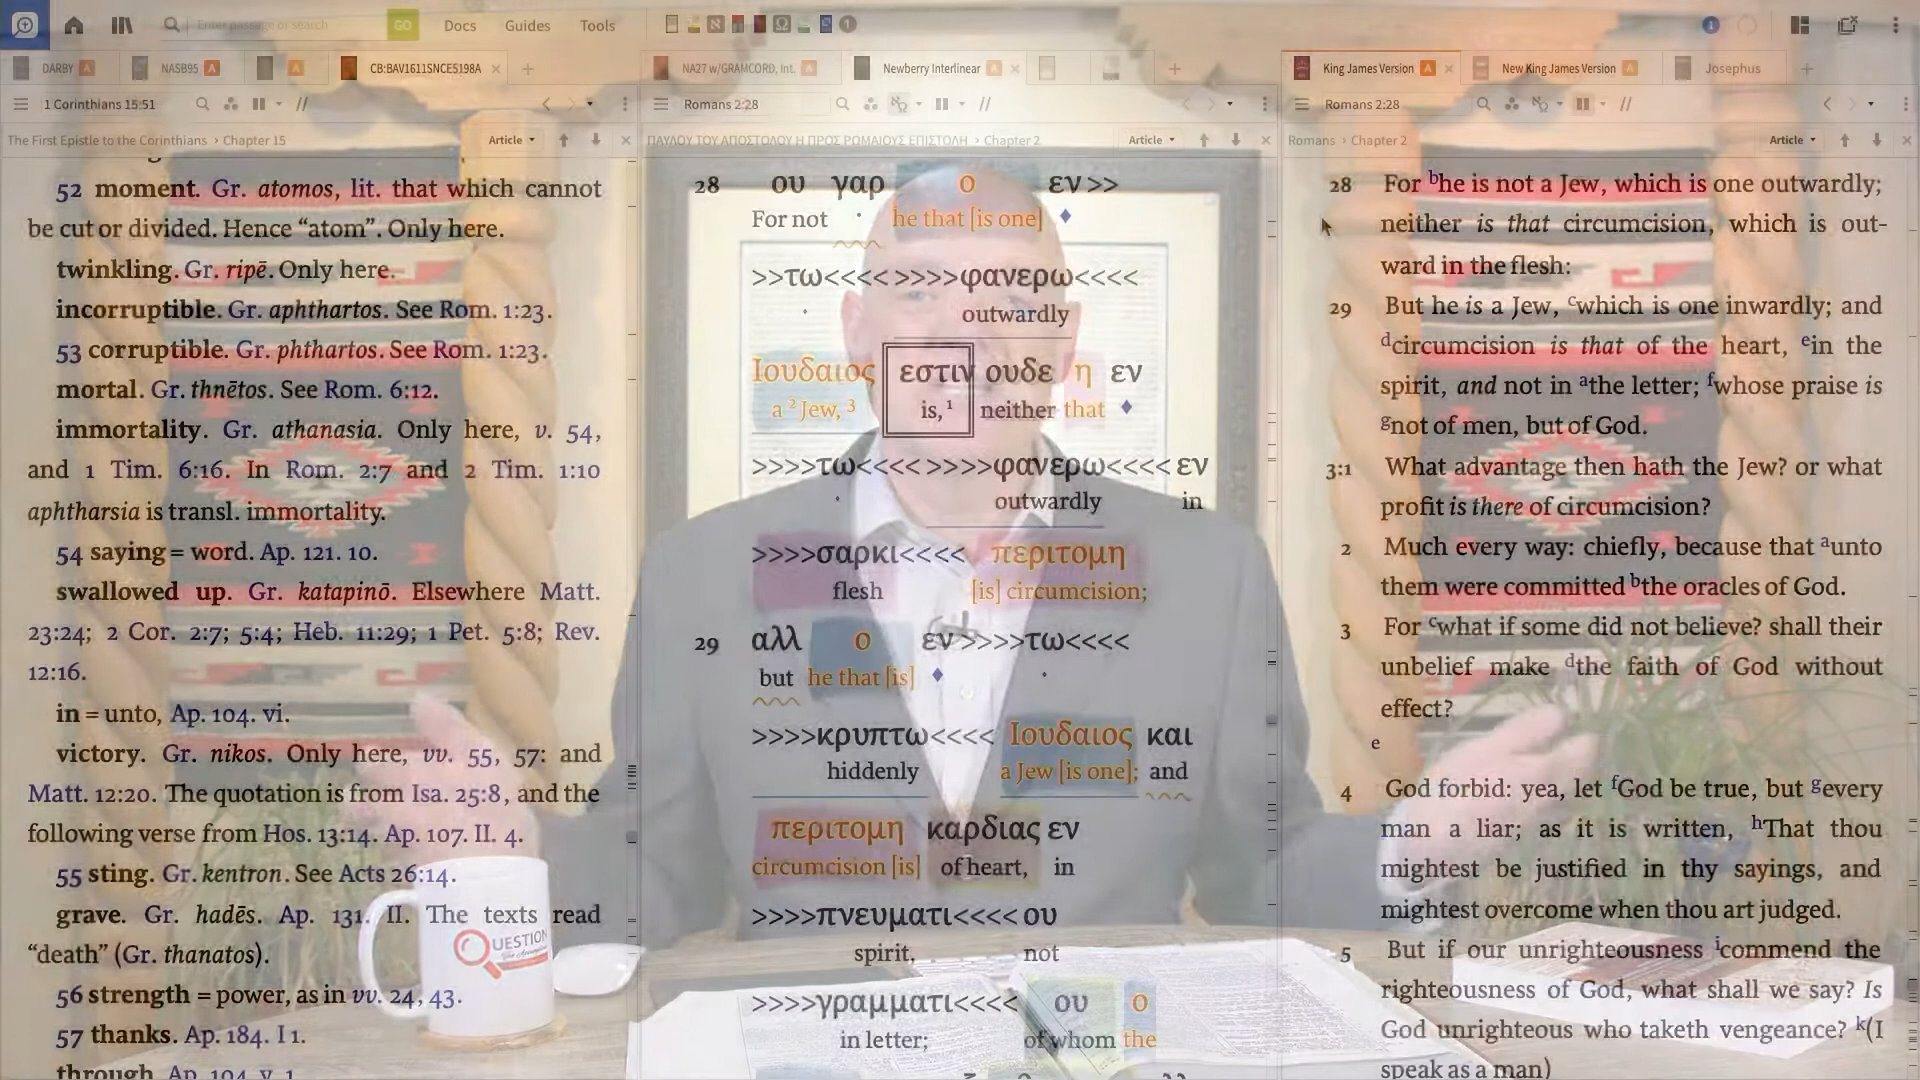 Enter passage or search
GO
Docs
Guides
Tools
1
DARBY A
NASB95 A
A
CB:BAV1611SNCE5198A
NA27 w/GRAMCORD, Int. A
Newberry Interlinear A
King James Version A
New King James Version A
Josephus
1 Corinthians 15:51
Romans 2:28
Romans 2:28
The First Epistle to the Corinthians › Chapter 15
Article
ΠΑΥΛΟΥ ΤΟΥ ΑΠΟΣΤΟΛΟΥ Η ΠΡΟΣ ΡΩΜΑΙΟΥΣ ΕΠΙΣΤΟΛΗ › Chapter 2
Article
Romans › Chapter 2
Article
52 moment. Gr. atomos, lit. that which cannot
be cut or divided. Hence “atom”. Only here.
twinkling. Gr. ripē. Only here.
incorruptible. Gr. aphthartos. See Rom. 1:23.
53 corruptible. Gr. phthartos. See Rom. 1:23.
mortal. Gr. thnētos. See Rom. 6:12.
immortality. Gr. athanasia. Only here, v. 54,
and 1 Tim. 6:16. In Rom. 2:7 and 2 Tim. 1:10
aphtharsia is transl. immortality.
54 saying = word. Ap. 121. 10.
swallowed up. Gr. katapinō. Elsewhere Matt.
23:24; 2 Cor. 2:7; 5:4; Heb. 11:29; 1 Pet. 5:8; Rev.
12:16.
in = unto, Ap. 104. vi.
victory. Gr. nikos. Only here, vv. 55, 57: and
Matt. 12:20. The quotation is from Isa. 25:8, and the
following verse from Hos. 13:14. Ap. 107. II. 4.
55 sting. Gr. kentron. See Acts 26:14.
grave. Gr. hadēs. Ap. 131. II. The texts read
“death” (Gr. thanatos).
56 strength = power, as in vv. 24, 43.
57 thanks. Ap. 184. I 1.
through. Ap. 104. v. 1.
QUESTION
28 ου γαρ ο εν>>
For not · he that [is one] ♦
>>τω<<<< >>>>φανερω<<<<
· outwardly
Ιουδαιος εστιν ουδε η εν
a ² Jew, ³ is, ¹ neither that ♦
>>>>τω<<<< >>>>φανερω<<<< εν
· outwardly in
>>>>σαρκι<<<< περιτομη
flesh [is] circumcision;
29 αλλ ο εν>>>>τω<<<<
but he that [is] ♦ ·
>>>>κρυπτω<<<< Ιουδαιος και
hiddenly a Jew [is one]; and
περιτομη καρδιας εν
circumcision [is] of heart, in
>>>>πνευματι<<<< ου
spirit, not
>>>>γραμματι<<<< ου ο
in letter; of whom the
28 For ᵇhe is not a Jew, which is one outwardly;
neither is that circumcision, which is out-
ward in the flesh:
29 But he is a Jew, ᶜwhich is one inwardly; and
ᵈcircumcision is that of the heart, ᵉin the
spirit, and not in ᵃthe letter; ᶠwhose praise is
ᵍnot of men, but of God.
3:1 What advantage then hath the Jew? or what
profit is there of circumcision?
2 Much every way: chiefly, because that ᵃunto
them were committed ᵇthe oracles of God.
3 For ᶜwhat if some did not believe? shall their
unbelief make ᵈthe faith of God without
effect?
e
4 God forbid: yea, let ᶠGod be true, but ᵍevery
man a liar; as it is written, ʰThat thou
mightest be justified in thy sayings, and
mightest overcome when thou art judged.
5 But if our unrighteousness ⁱcommend the
righteousness of God, what shall we say? Is
God unrighteous who taketh vengeance? ᵏ(I
speak as a man)